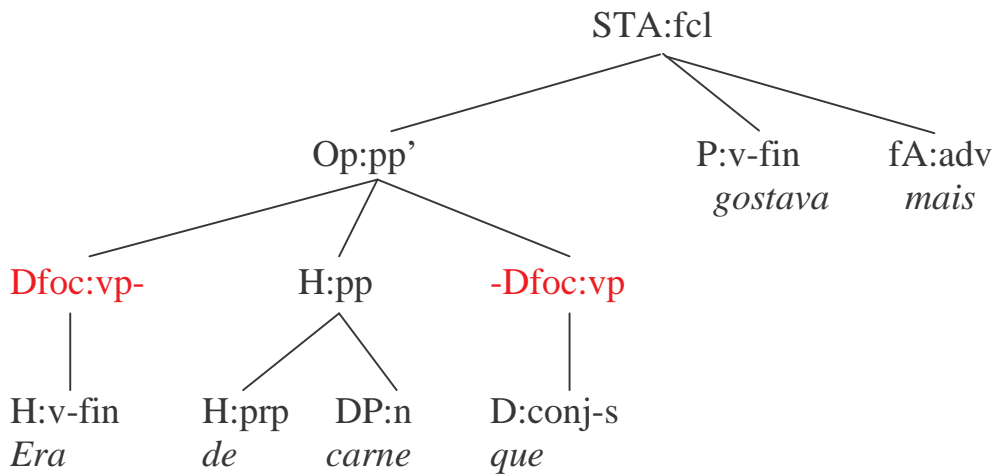 STA:fcl
Op:pp’ P:v-fin fA:adv
gostava mais
Dfoc:vp- H:pp -Dfoc:vp
H:v-fin H:prp DP:n D:conj-s
Era de carne que